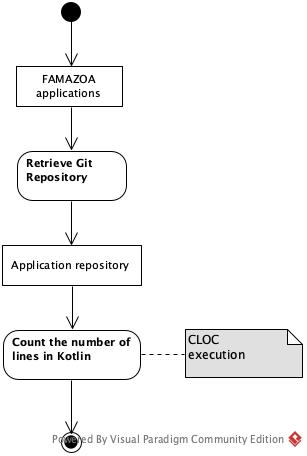 FAMAZOA
applications
Retrieve Git
Repository
Application repository
Count the number of
lines in Kotlin
CLOC
execution
Powered By Visual Paradigm Community Edition